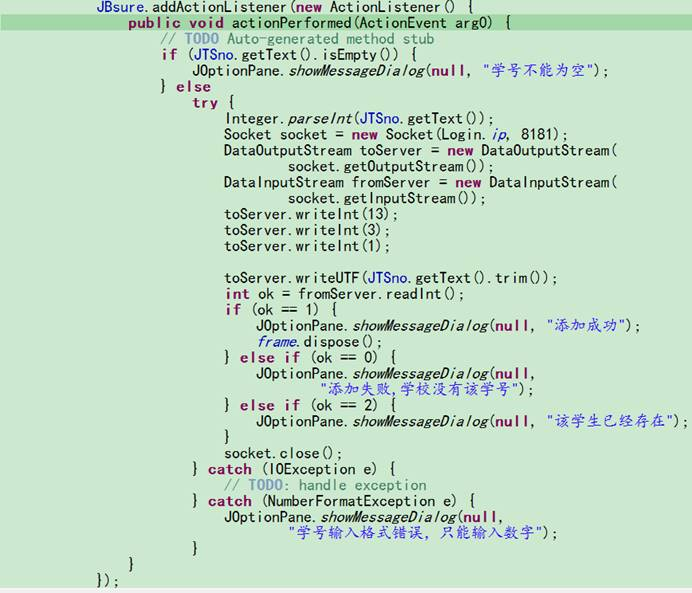 JBsure.addActionListener(new ActionListener() {
public void actionPerformed(ActionEvent arg0) {
// TODO Auto-generated method stub
if (JTSno.getText().isEmpty()) {
JOptionPane.showMessageDialog(null, "学号不能为空");
} else
try {
Integer.parseInt(JTSno.getText());
Socket socket = new Socket(Login.ip, 8181);
DataOutputStream toServer = new DataOutputStream(
socket.getOutputStream());
DataInputStream fromServer = new DataInputStream(
socket.getInputStream());
toServer.writeInt(13);
toServer.writeInt(3);
toServer.writeInt(1);
toServer.writeUTF(JTSno.getText().trim());
int ok = fromServer.readInt();
if (ok == 1) {
JOptionPane.showMessageDialog(null, "添加成功");
frame.dispose();
} else if (ok == 0) {
JOptionPane.showMessageDialog(null,
"添加失败,学校没有该学号");
} else if (ok == 2) {
JOptionPane.showMessageDialog(null, "该学生已经存在");
}
socket.close();
} catch (IOException e) {
// TODO: handle exception
} catch (NumberFormatException e) {
JOptionPane.showMessageDialog(null,
"学号输入格式错误，只能输入数字");
}
}
});